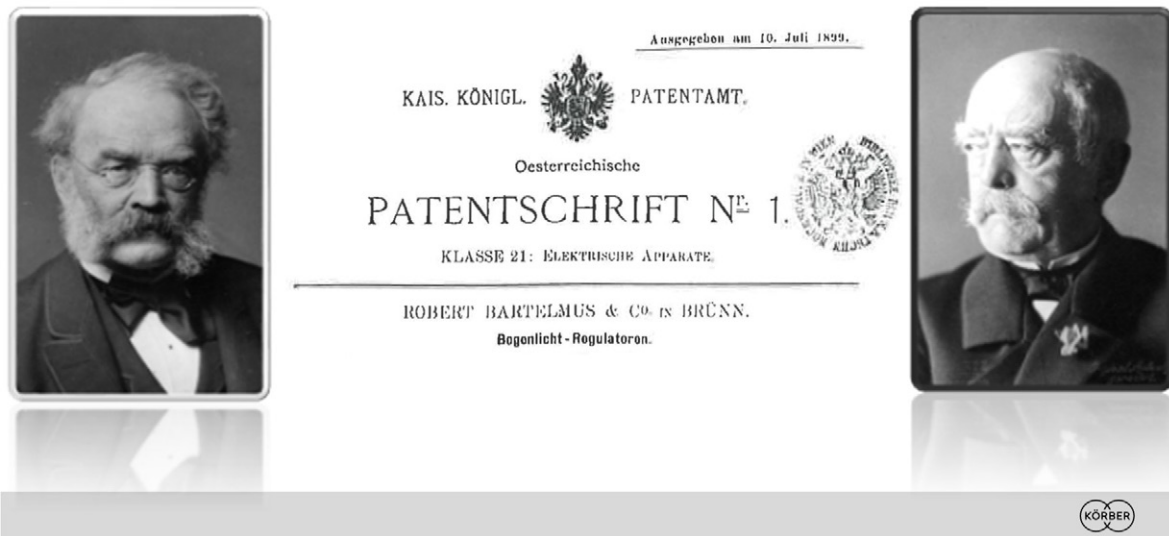 Ausgegeben am 10. Juli 1899.
KAIS. KÖNIGL. PATENTAMT.
Oesterreichische
PATENTSCHRIFT Nr. 1.
KLASSE 21: ELEKTRISCHE APPARATE.
ROBERT BARTELMUS & Co. IN BRÜNN.
Bogenlicht-Regulatoren.
KÖRBER